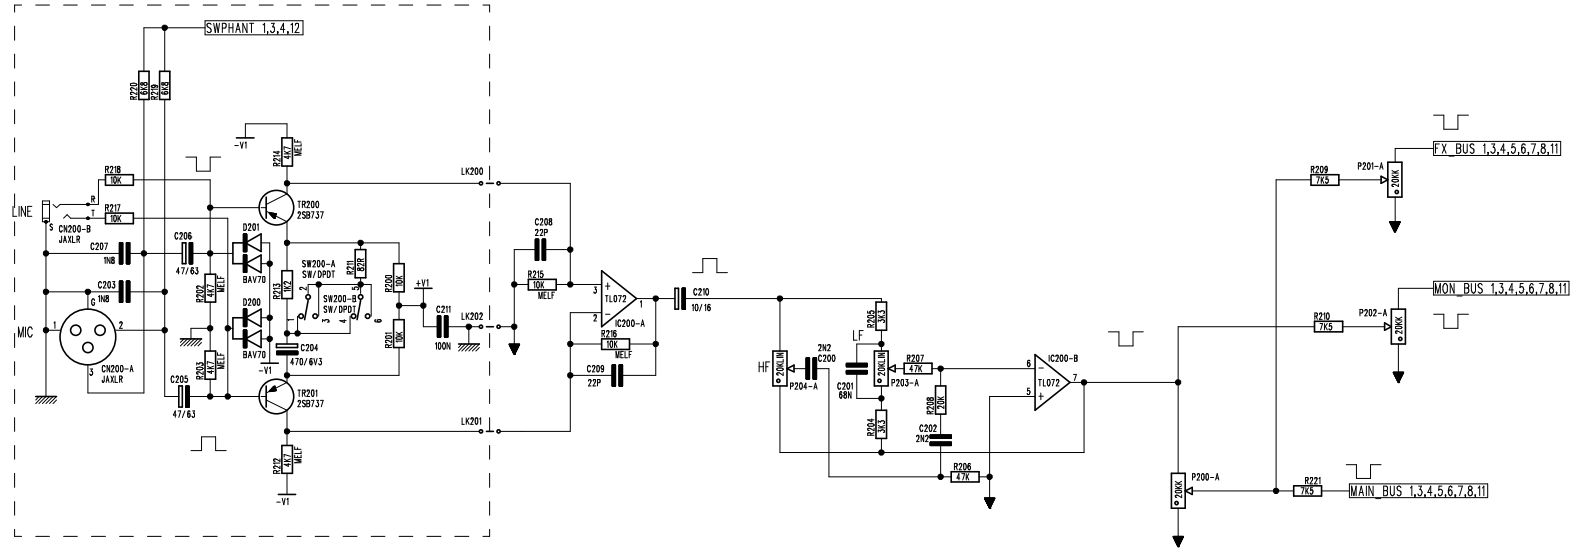 SWPHANT 1,3,4,12
R220
6K8
R219
6K8
-V1
R214
4K7
MELF
LK200
R218
10K
R
LINE
T
R217
10K
S
CN200-B
JAXLR
TR200
2SB737
D201
BAV70
C207
1N8
C206
47/63
C203
1N8
R202
4K7
MELF
G
MIC
1
2
3
CN200-A
JAXLR
D200
BAV70
-V1
R203
4K7
MELF
C205
47/63
R213
1K2
SW200-A
SW/DPDT
2
1
3
R211
82R
SW200-B
SW/DPDT
5
4
6
R200
10K
R201
10K
+V1
C211
100N
LK202
C204
470/6V3
TR201
2SB737
LK201
R212
4K7
MELF
-V1
C208
22P
R215
10K
MELF
3
+
2
−
TL072
1
IC200-A
R216
10K
MELF
C209
22P
C210
10/16
HF
20KLIN
P204-A
2N2
C200
R205
3K3
LF
C201
68N
20KLIN
P203-A
R204
3K3
R207
47K
R208
20K
C202
2N2
R206
47K
6
−
5
+
IC200-B
TL072
7
P200-A
20KK
R209
7K5
P201-A
20KK
FX_BUS 1,3,4,5,6,7,8,11
MON_BUS 1,3,4,5,6,7,8,11
R210
7K5
P202-A
20KK
R221
7K5
MAIN_BUS 1,3,4,5,6,7,8,11